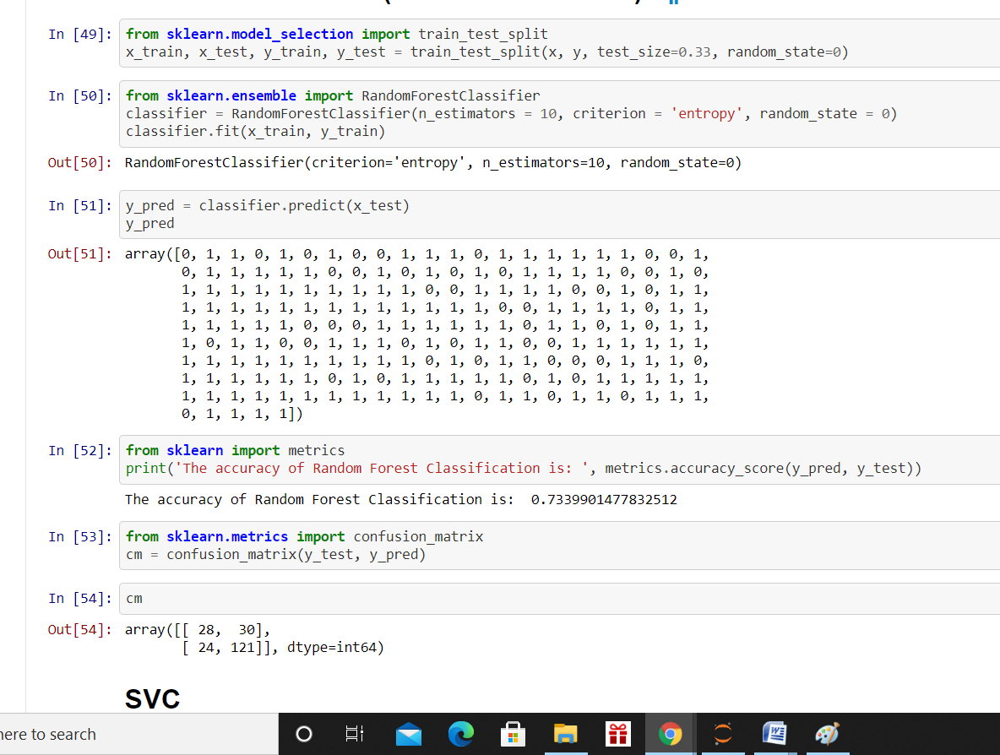 In [49]: from sklearn.model_selection import train_test_split
x_train, x_test, y_train, y_test = train_test_split(x, y, test_size=0.33, random_state=0)
In [50]: from sklearn.ensemble import RandomForestClassifier
classifier = RandomForestClassifier(n_estimators = 10, criterion = 'entropy', random_state = 0)
classifier.fit(x_train, y_train)
Out[50]: RandomForestClassifier(criterion='entropy', n_estimators=10, random_state=0)
In [51]: y_pred = classifier.predict(x_test)
y_pred
Out[51]: array([0, 1, 1, 0, 1, 0, 1, 0, 0, 1, 1, 1, 0, 1, 1, 1, 1, 1, 1, 0, 0, 1,
0, 1, 1, 1, 1, 1, 0, 0, 1, 0, 1, 0, 1, 0, 1, 1, 1, 1, 0, 0, 1, 0,
1, 1, 1, 1, 1, 1, 1, 1, 1, 1, 0, 0, 1, 1, 1, 1, 0, 0, 1, 0, 1, 1,
1, 1, 1, 1, 1, 1, 1, 1, 1, 1, 1, 1, 1, 0, 0, 1, 1, 1, 1, 0, 1, 1,
1, 1, 1, 1, 1, 0, 0, 0, 1, 1, 1, 1, 1, 1, 0, 1, 1, 0, 1, 0, 1, 1,
1, 0, 1, 1, 0, 0, 1, 1, 1, 0, 1, 0, 1, 1, 0, 0, 1, 1, 1, 1, 1, 1,
1, 1, 1, 1, 1, 1, 1, 1, 1, 1, 0, 1, 0, 1, 1, 0, 0, 0, 1, 1, 1, 0,
1, 1, 1, 1, 1, 1, 0, 1, 0, 1, 1, 1, 1, 1, 0, 1, 0, 1, 1, 1, 1, 1,
1, 1, 1, 1, 1, 1, 1, 1, 1, 1, 1, 1, 0, 1, 1, 0, 1, 1, 0, 1, 1, 1,
0, 1, 1, 1, 1])
In [52]: from sklearn import metrics
print('The accuracy of Random Forest Classification is: ', metrics.accuracy_score(y_pred, y_test))
The accuracy of Random Forest Classification is:  0.7339901477832512
In [53]: from sklearn.metrics import confusion_matrix
cm = confusion_matrix(y_test, y_pred)
In [54]: cm
Out[54]: array([[ 28,  30],
[ 24, 121]], dtype=int64)
SVC
here to search